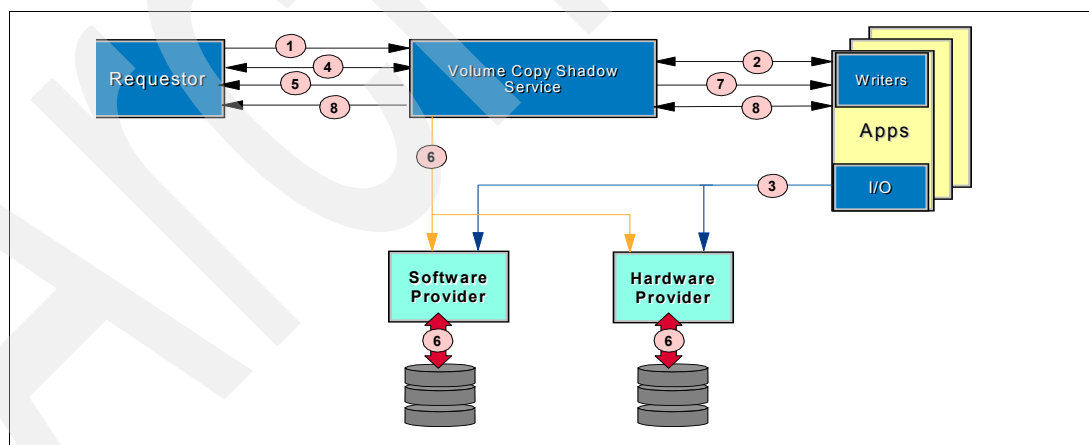 1
Requestor
4
5
8
Volume Copy Shadow
Service
2
7
8
Writers
Apps
I/O
6
3
Software
Provider
Hardware
Provider
6
6